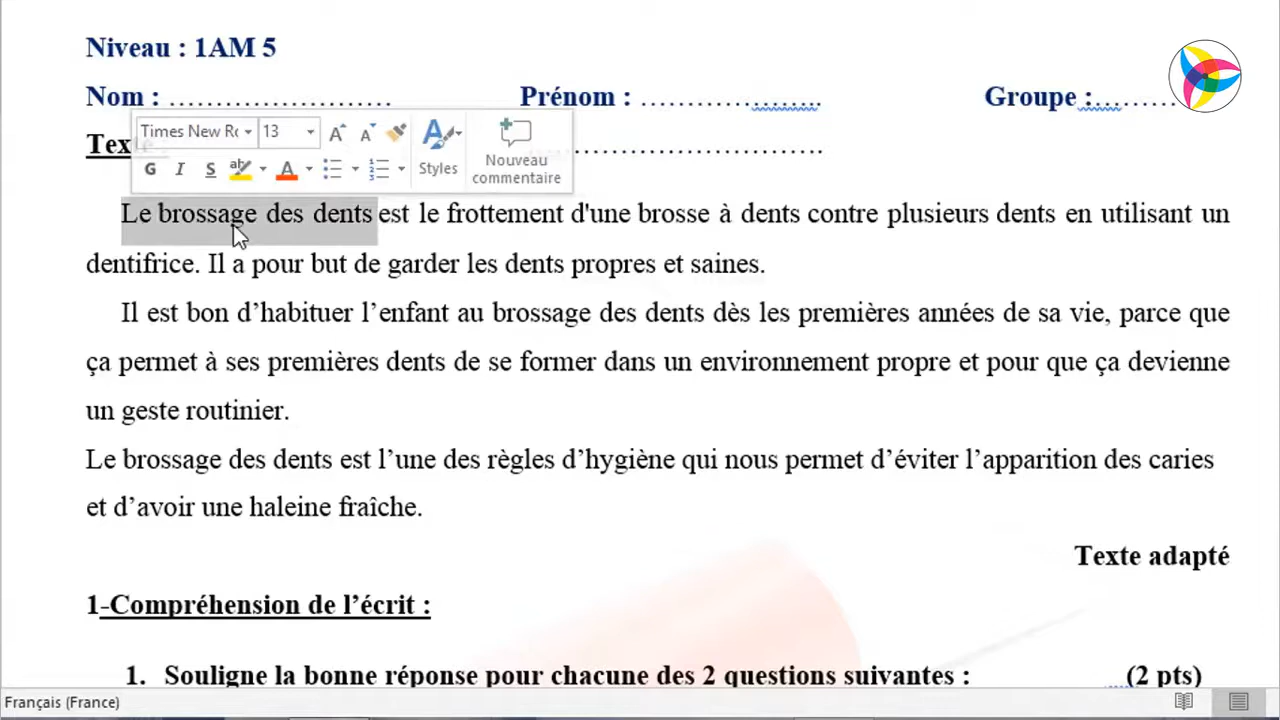 Niveau : 1AM 5
Nom : ……………………. Prénom : ……………….. Groupe :………
Texte :
Times New Ro 13
G I S Styles Nouveau commentaire
Le brossage des dents est le frottement d'une brosse à dents contre plusieurs dents en utilisant un
dentifrice. Il a pour but de garder les dents propres et saines.
Il est bon d’habituer l’enfant au brossage des dents dès les premières années de sa vie, parce que
ça permet à ses premières dents de se former dans un environnement propre et pour que ça devienne
un geste routinier.
Le brossage des dents est l’une des règles d’hygiène qui nous permet d’éviter l’apparition des caries
et d’avoir une haleine fraîche.
Texte adapté
1-Compréhension de l’écrit :
1. Souligne la bonne réponse pour chacune des 2 questions suivantes : (2 pts)
Français (France)